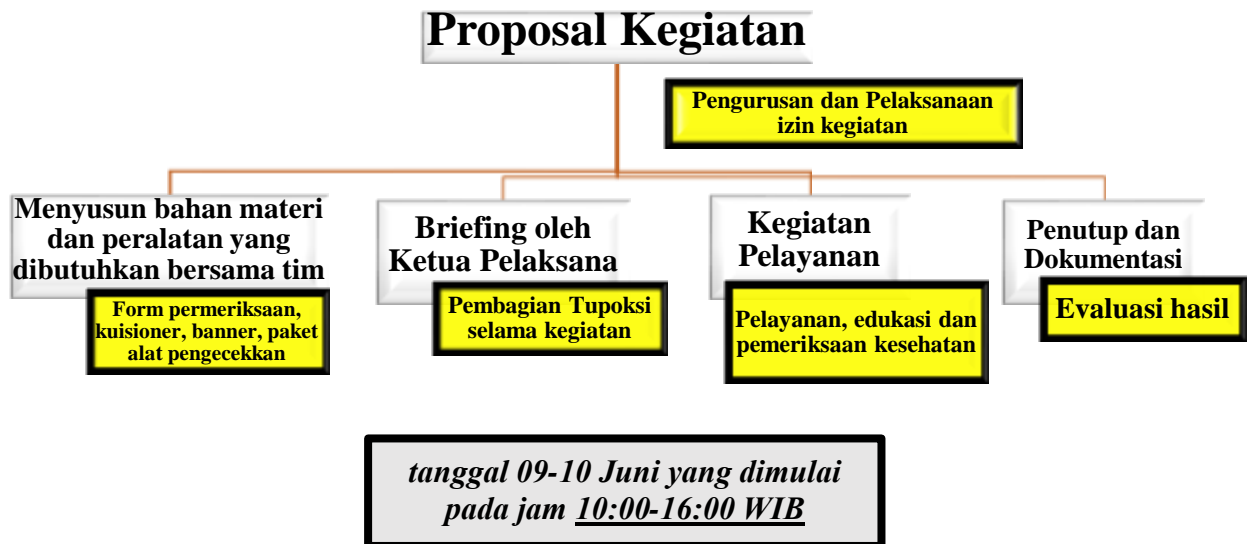 Proposal Kegiatan
Pengurusan dan Pelaksanaan
izin kegiatan
Menyusun bahan materi
dan peralatan yang
dibutuhkan bersama tim
Form permeriksaan,
kuisioner, banner, paket
alat pengecekkan
Briefing oleh
Ketua Pelaksana
Pembagian Tupoksi
selama kegiatan
Kegiatan
Pelayanan
Pelayanan, edukasi dan
pemeriksaan kesehatan
Penutup dan
Dokumentasi
Evaluasi hasil
tanggal 09-10 Juni yang dimulai
pada jam 10:00-16:00 WIB